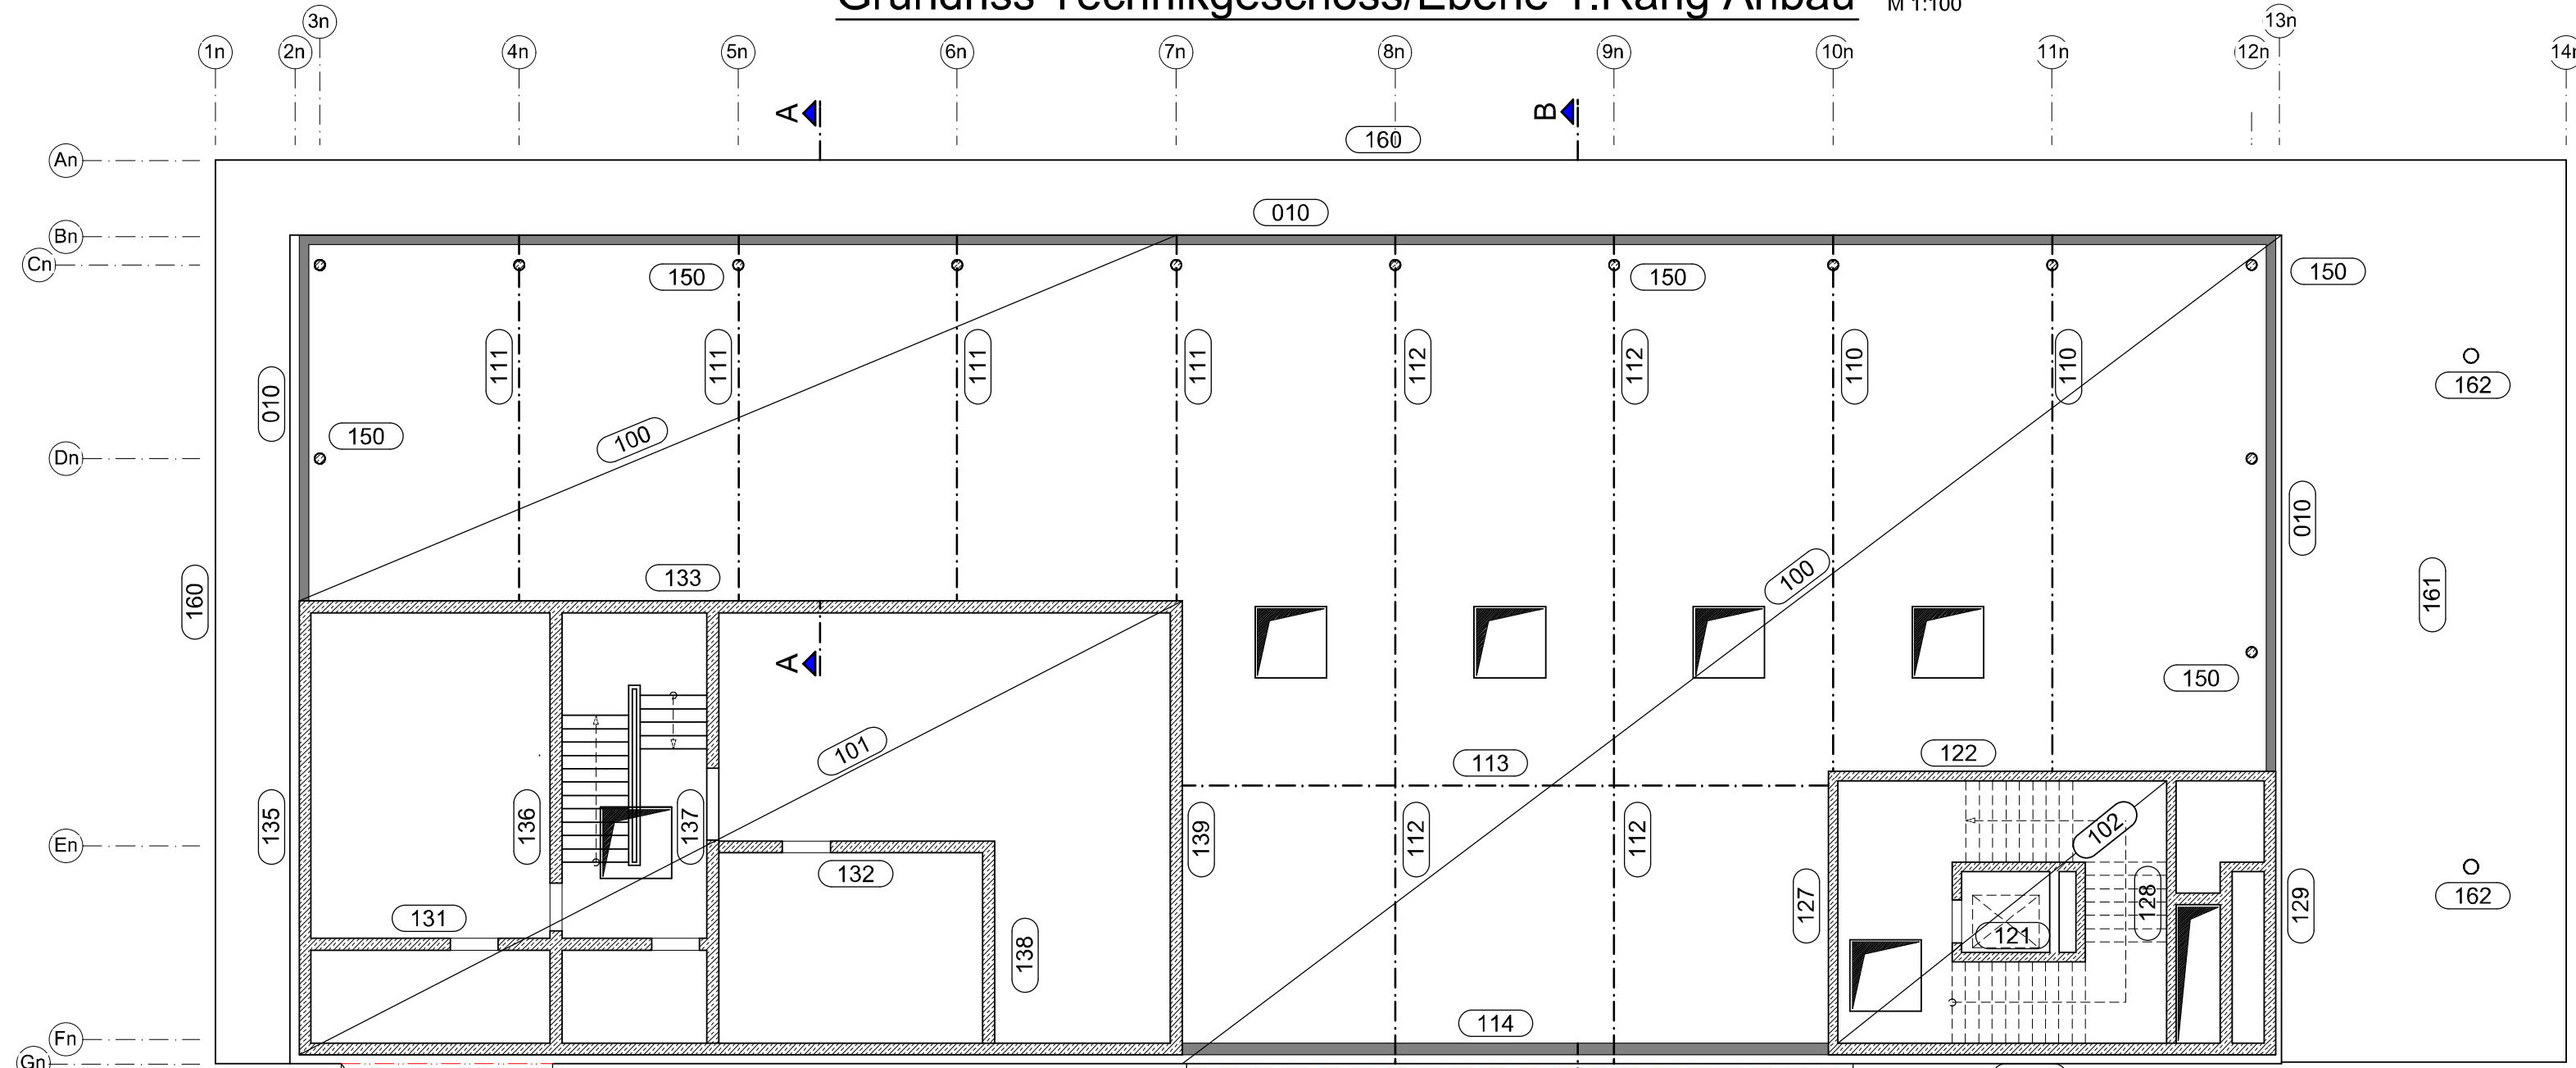 Grundriss Technikgeschoss/Ebene 1.Rang Anbau M 1:100
3n 13n
1n 2n 4n 5n 6n 7n 8n 9n 10n 11n 12n 14n
A B
160
An
010
Bn
Cn
150 150 150
111 111 111 111 112 112 110 110
162
010
150
100
Dn
010
133
100
160
161
A
150
101
113
122
135
136
137
139
112
112
102
En
132
127
128
129
162
131
121
138
114
Fn
Gn